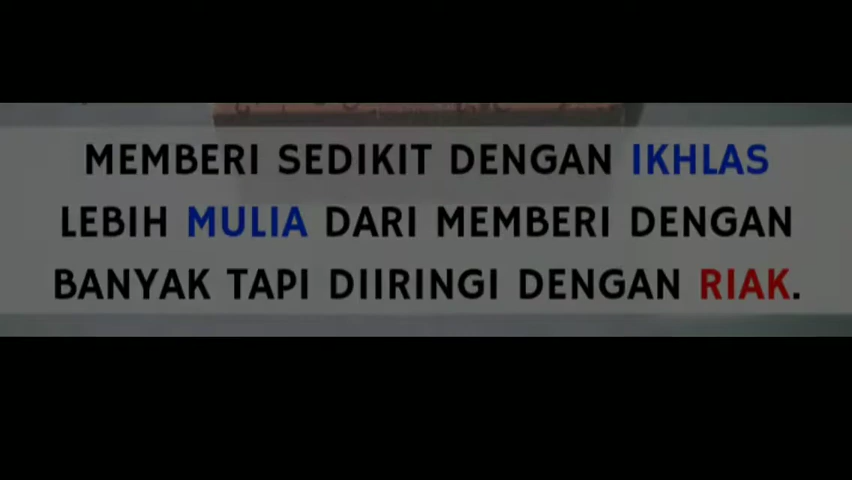 MEMBERI SEDIKIT DENGAN IKHLAS
LEBIH MULIA DARI MEMBERI DENGAN
BANYAK TAPI DIIRINGI DENGAN RIAK.